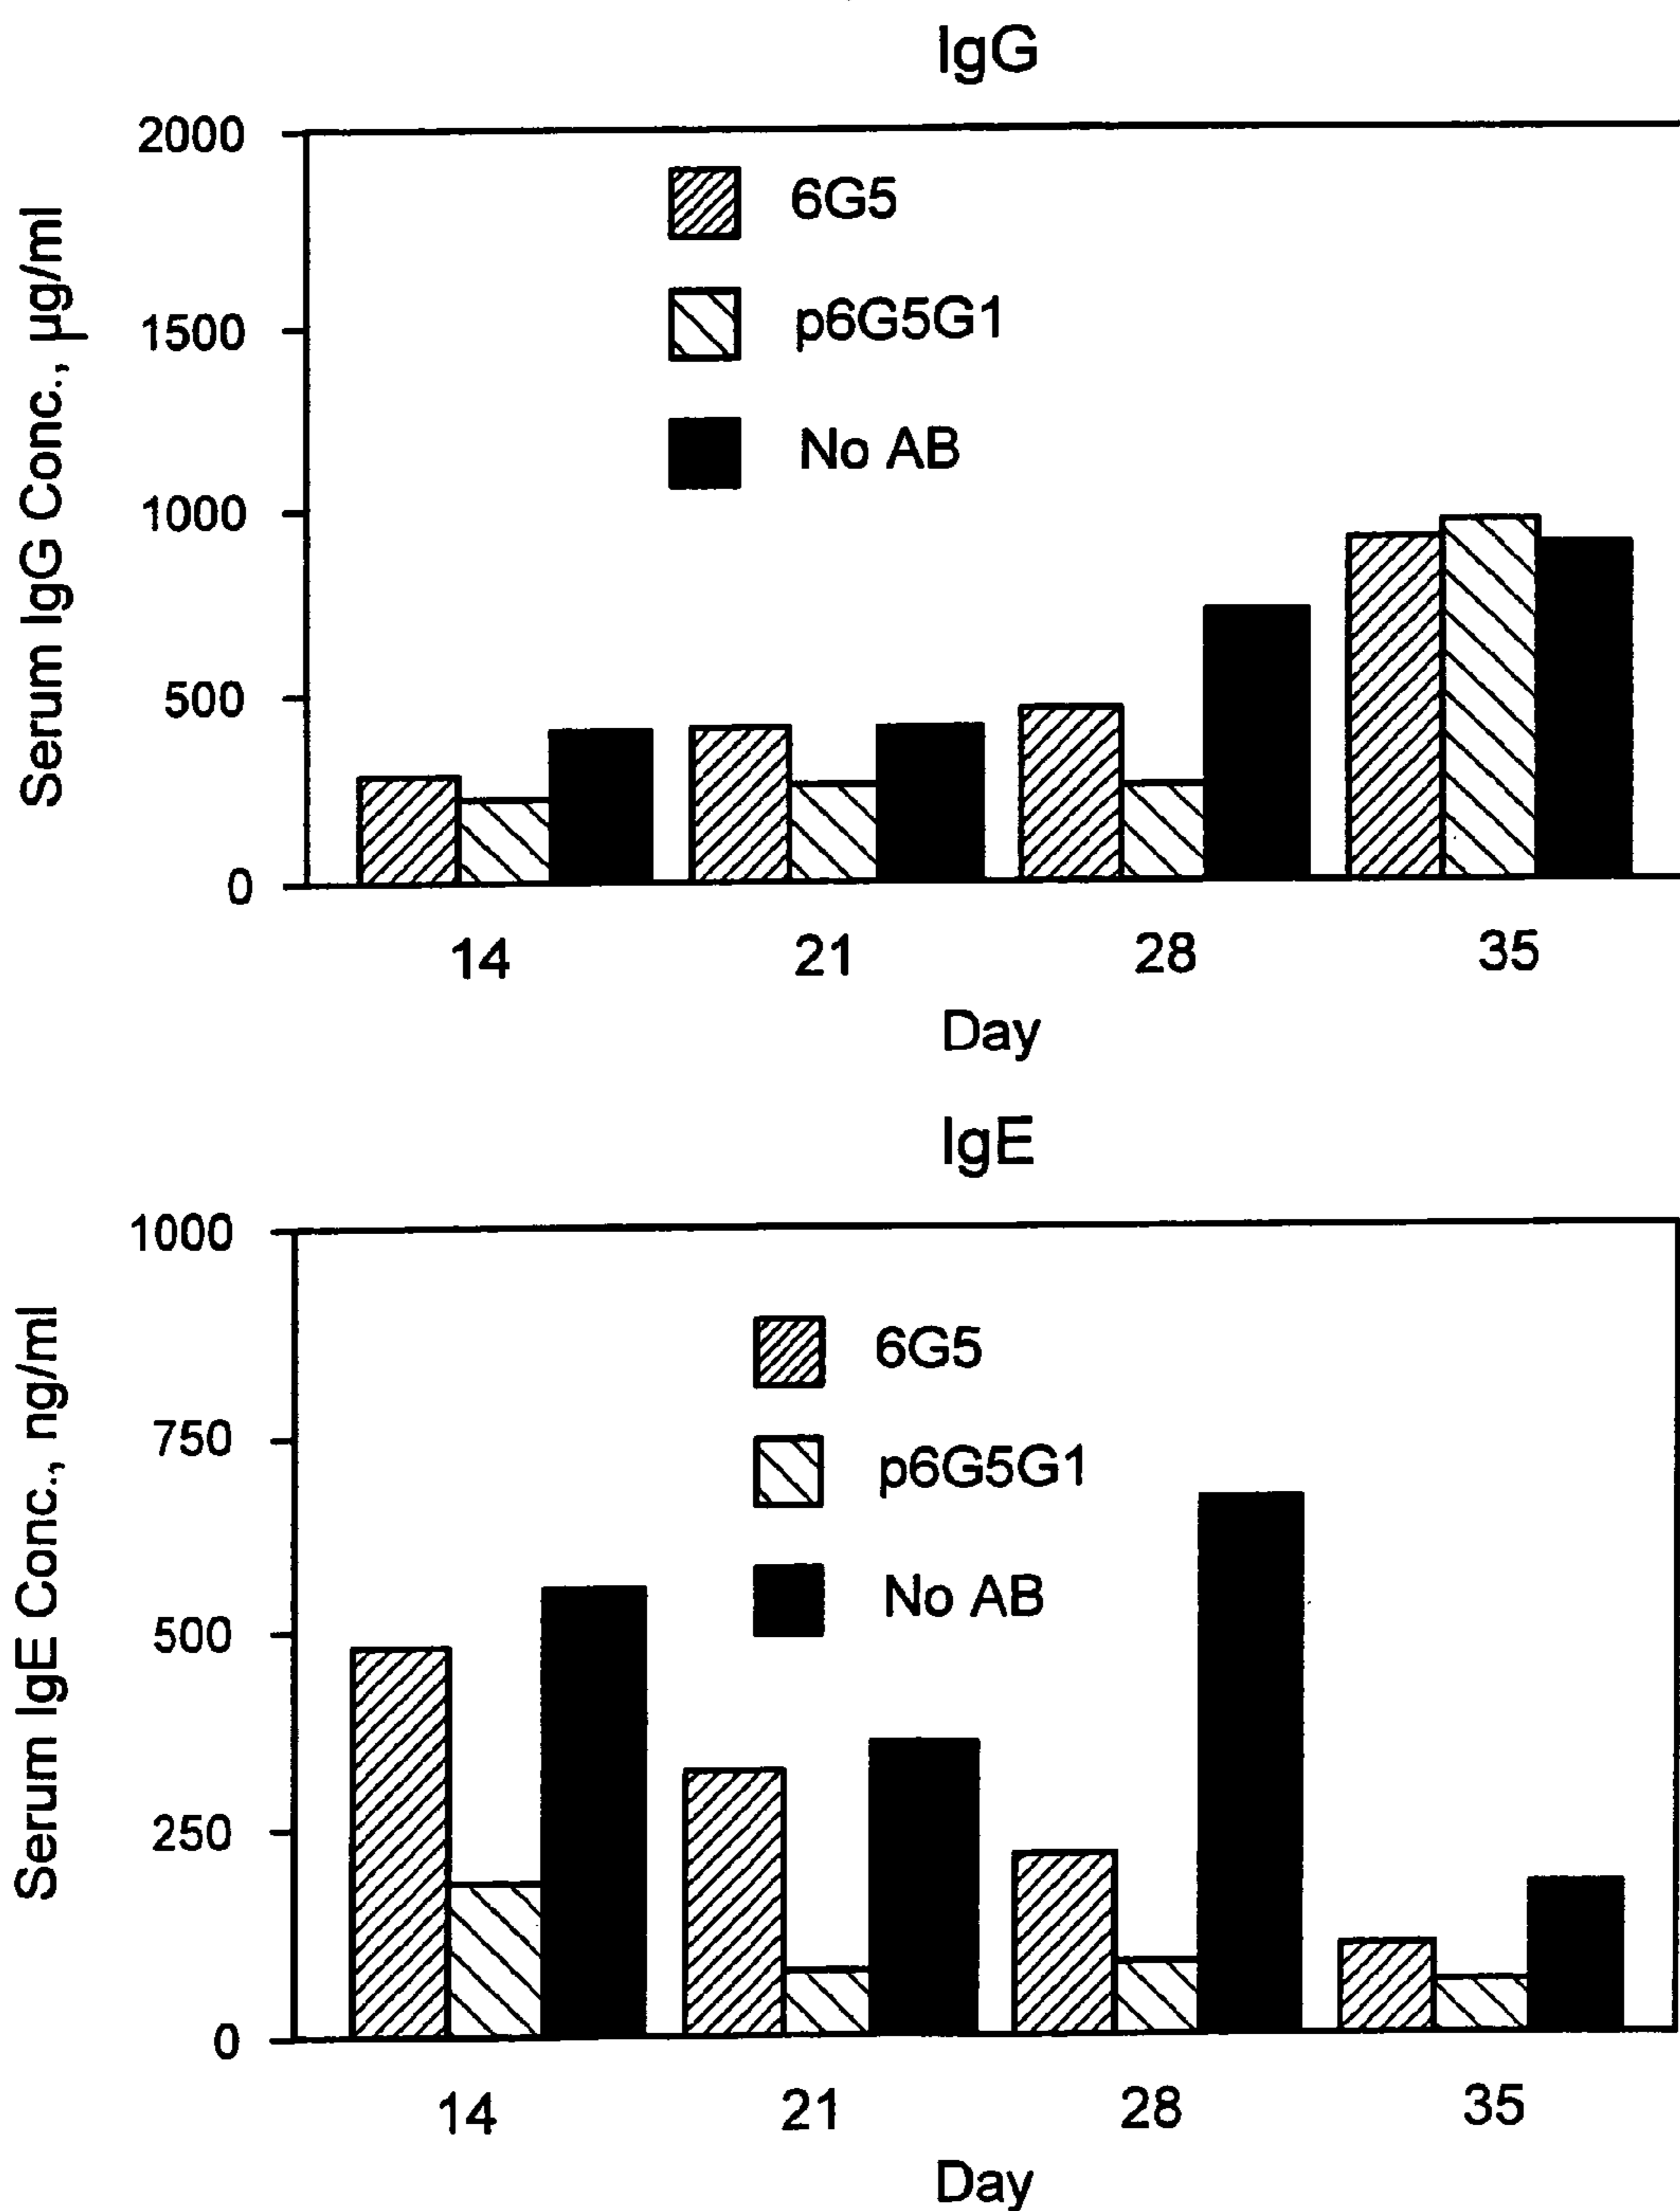 IgG
Serum IgG Conc., µg/ml
2000
1500
1000
500
0
6G5
p6G5G1
No AB
14 21 28 35
Day
IgE
Serum IgE Conc., ng/ml
1000
750
500
250
0
6G5
p6G5G1
No AB
14 21 28 35
Day